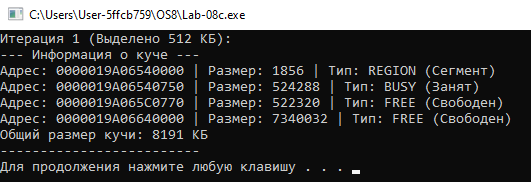 C:\Users\User-5ffcb759\OS8\Lab-08c.exe
Итерация 1 (Выделено 512 КБ):
--- Информация о куче ---
Адрес: 0000019A06540000 | Размер: 1856 | Тип: REGION (Сегмент)
Адрес: 0000019A06540750 | Размер: 524288 | Тип: BUSY (Занят)
Адрес: 0000019A065C0770 | Размер: 522320 | Тип: FREE (Свободен)
Адрес: 0000019A06640000 | Размер: 7340032 | Тип: FREE (Свободен)
Общий размер кучи: 8191 КБ
-------------------------
Для продолжения нажмите любую клавишу . . .